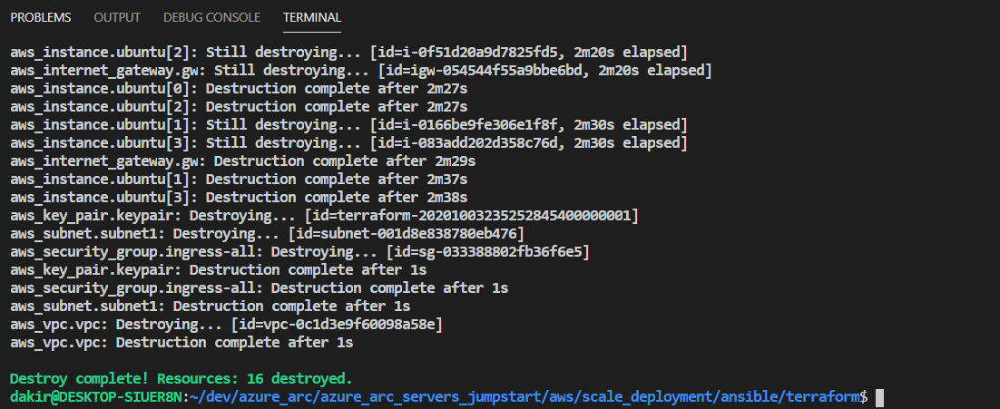 PROBLEMS OUTPUT DEBUG CONSOLE TERMINAL
aws_instance.ubuntu[2]: Still destroying... [id=i-0f51d20a9d7825fd5, 2m20s elapsed]
aws_internet_gateway.gw: Still destroying... [id=igw-054544f55a9bbe6bd, 2m20s elapsed]
aws_instance.ubuntu[0]: Destruction complete after 2m27s
aws_instance.ubuntu[2]: Destruction complete after 2m27s
aws_instance.ubuntu[1]: Still destroying... [id=i-0166be9fe306e1f8f, 2m30s elapsed]
aws_instance.ubuntu[3]: Still destroying... [id=i-083add202d358c76d, 2m30s elapsed]
aws_internet_gateway.gw: Destruction complete after 2m29s
aws_instance.ubuntu[1]: Destruction complete after 2m37s
aws_instance.ubuntu[3]: Destruction complete after 2m38s
aws_key_pair.keypair: Destroying... [id=terraform-20201003235252845400000001]
aws_subnet.subnet1: Destroying... [id=subnet-001d8e838780eb476]
aws_security_group.ingress-all: Destroying... [id=sg-033388802fb36f6e5]
aws_key_pair.keypair: Destruction complete after 1s
aws_security_group.ingress-all: Destruction complete after 1s
aws_subnet.subnet1: Destruction complete after 1s
aws_vpc.vpc: Destroying... [id=vpc-0c1d3e9f60098a58e]
aws_vpc.vpc: Destruction complete after 1s
Destroy complete! Resources: 16 destroyed.
dakir@DESKTOP-SIUER8N:~/dev/azure_arc/azure_arc_servers_jumpstart/aws/scale_deployment/ansible/terraform$